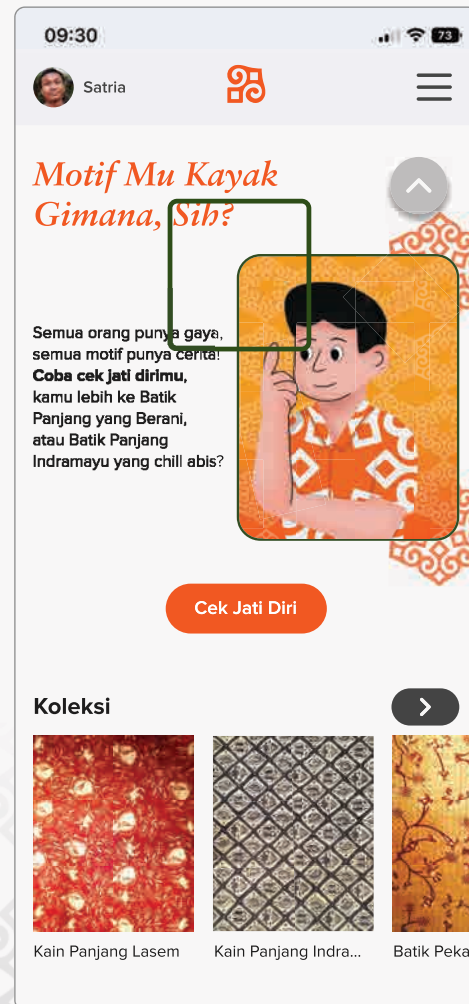 09:30
73
Satria
Motif Mu Kayak
Gimana, Sih?
Semua orang punya gaya,
semua motif punya cerita!
Coba cek jati dirimu,
kamu lebih ke Batik
Panjang yang Berani,
atau Batik Panjang
Indramayu yang chill abis?
Cek Jati Diri
Koleksi
Kain Panjang Lasem
Kain Panjang Indra...
Batik Peka